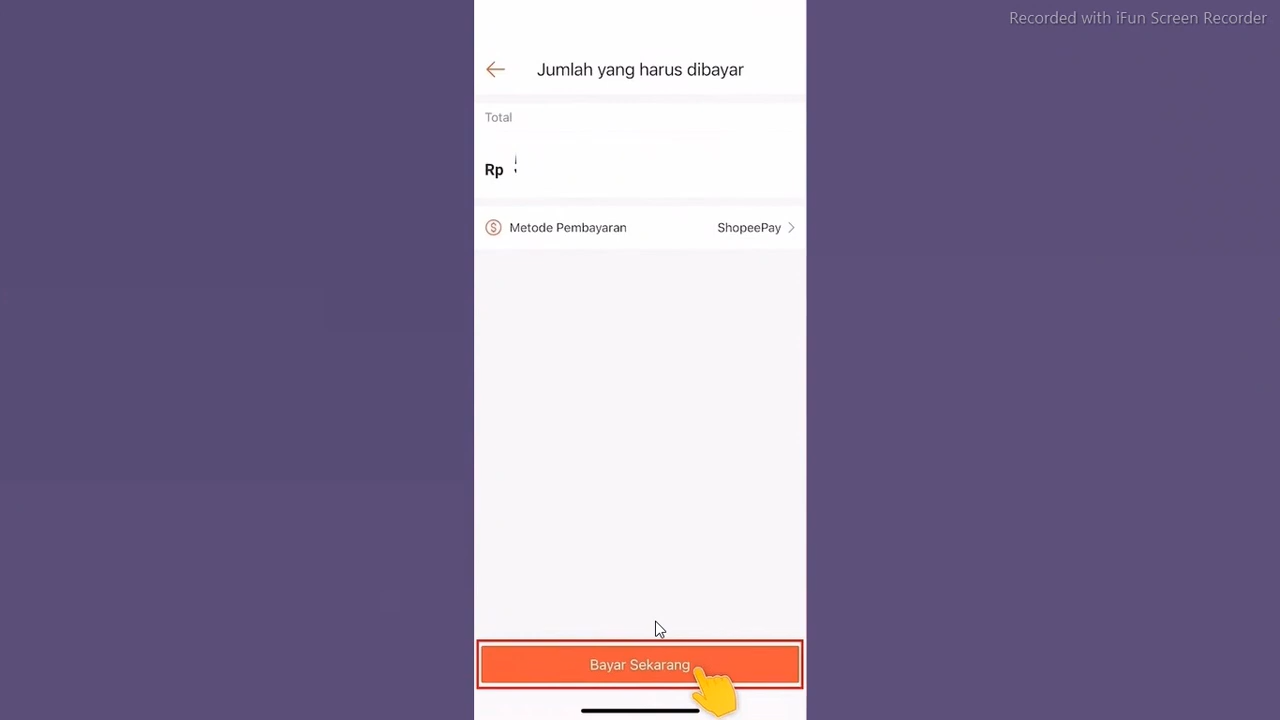 Recorded with iFun Screen Recorder
Jumlah yang harus dibayar
Total
Rp
Metode Pembayaran
ShopeePay
Bayar Sekarang